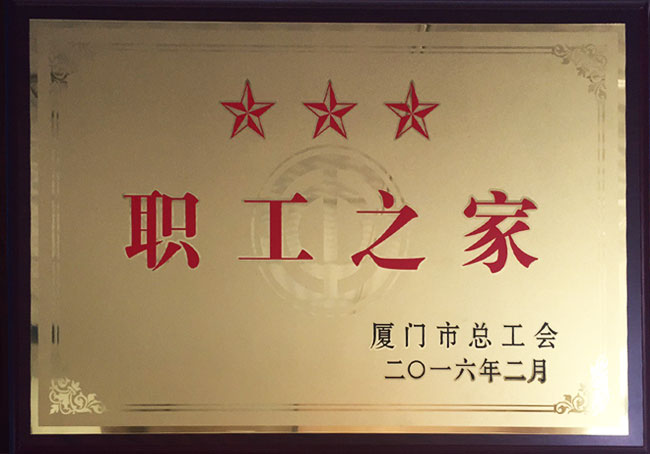 职工之家
厦门市总工会
二〇一六年二月